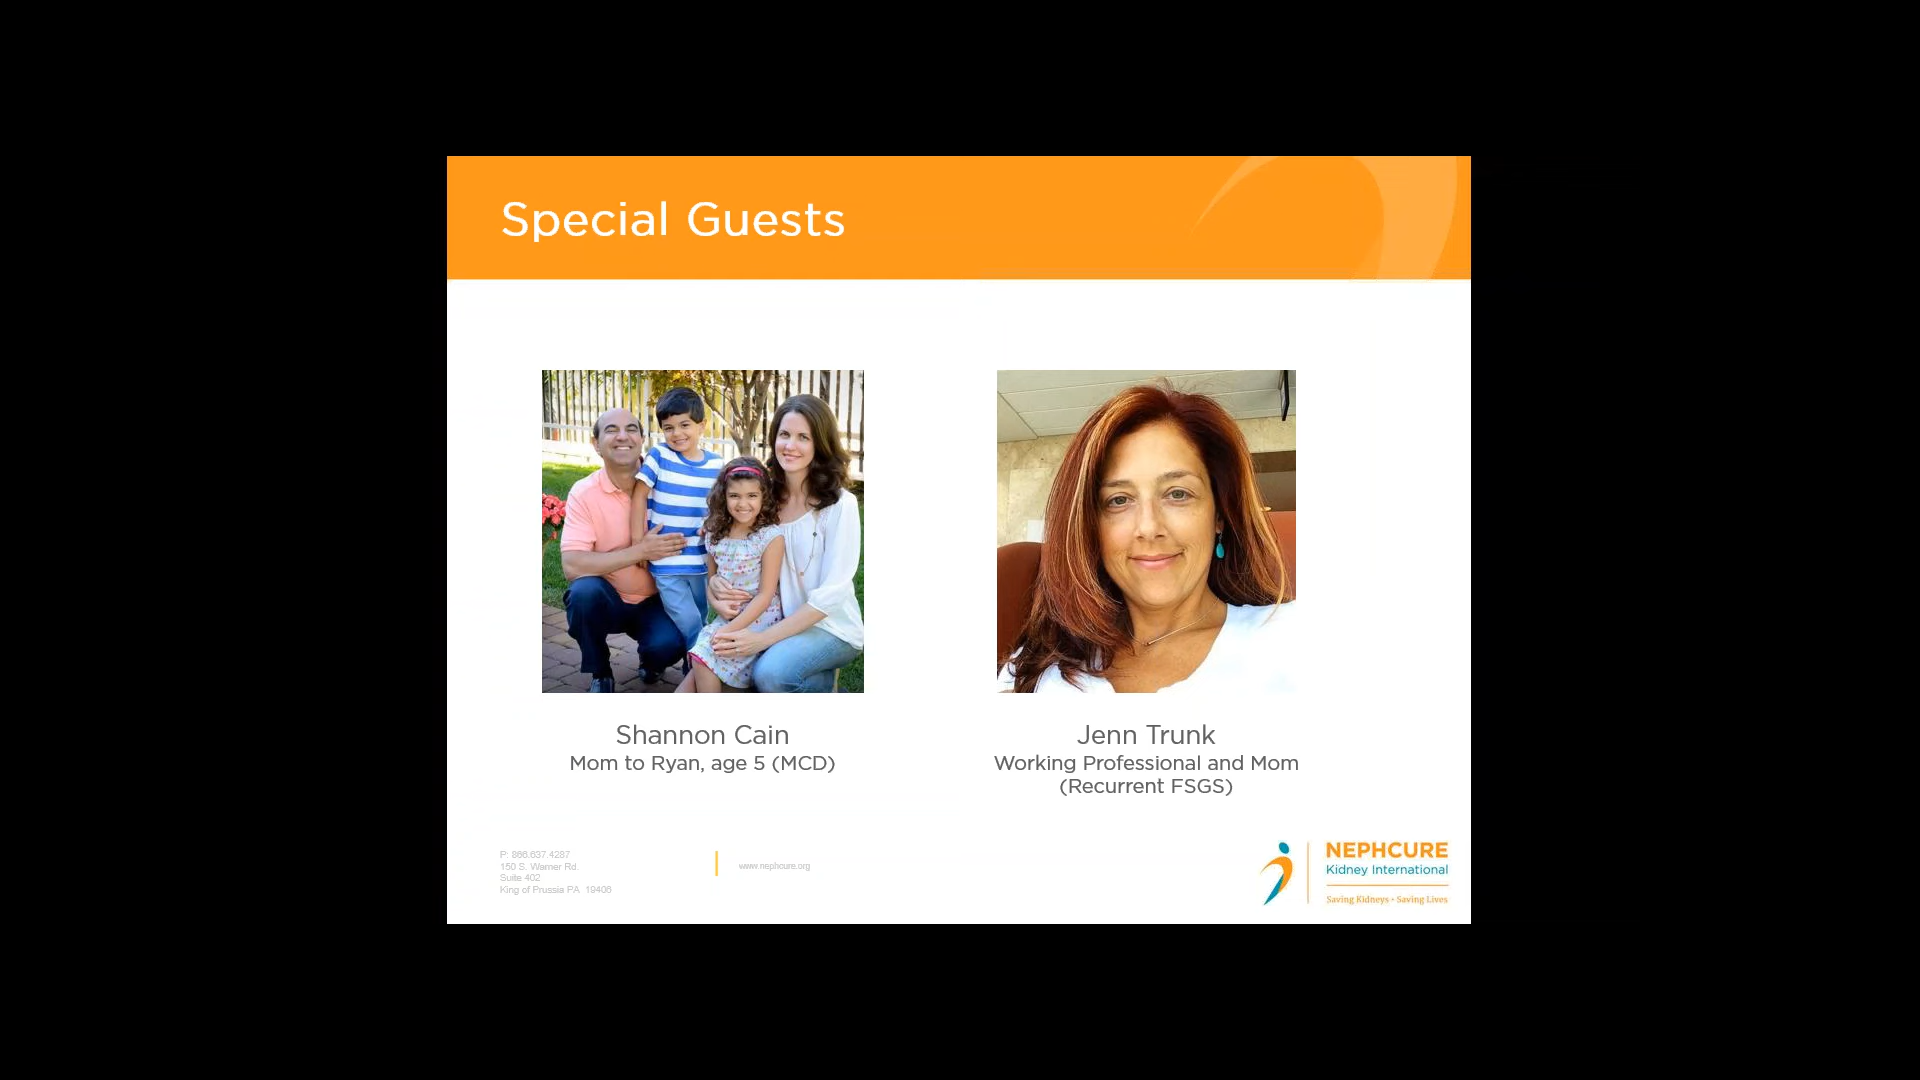 Special Guests
Shannon Cain
Mom to Ryan, age 5 (MCD)
Jenn Trunk
Working Professional and Mom
(Recurrent FSGS)
P: 866.637.4287
150 S. Warner Rd.
Suite 402
King of Prussia PA 19406
www.nephcure.org
NEPHCURE
Kidney International
Saving Kidneys • Saving Lives